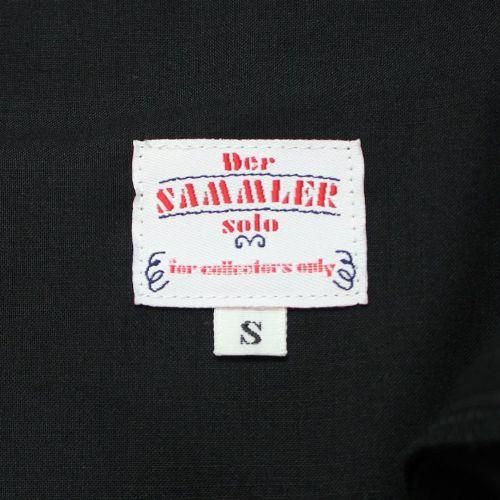 Der
SAMMLER
solo
for collectors only
S